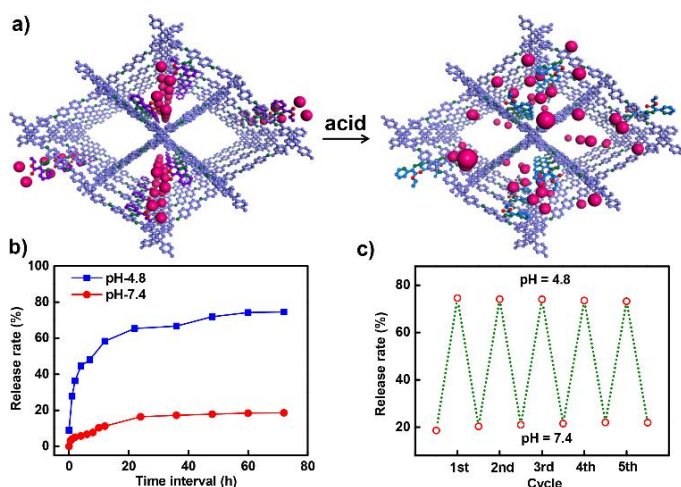 a)
acid
b)
100
80
60
40
20
0
pH-4.8
pH-7.4
Release rate (%)
0
20
40
60
80
Time interval (h)
c)
80
60
40
20
pH = 4.8
pH = 7.4
Release rate (%)
1st
2nd
3rd
4th
5th
Cycle